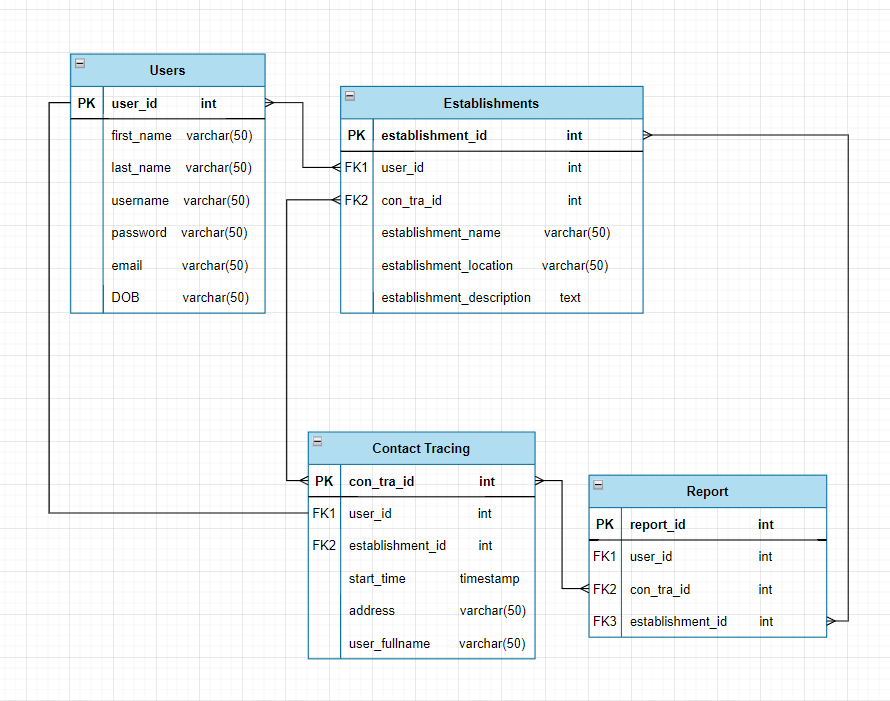 Users
PK user_id int
first_name varchar(50)
last_name varchar(50)
username varchar(50)
password varchar(50)
email varchar(50)
DOB varchar(50)
Establishments
PK establishment_id int
FK1 user_id int
FK2 con_tra_id int
establishment_name varchar(50)
establishment_location varchar(50)
establishment_description text
Contact Tracing
PK con_tra_id int
FK1 user_id int
FK2 establishment_id int
start_time timestamp
address varchar(50)
user_fullname varchar(50)
Report
PK report_id int
FK1 user_id int
FK2 con_tra_id int
FK3 establishment_id int